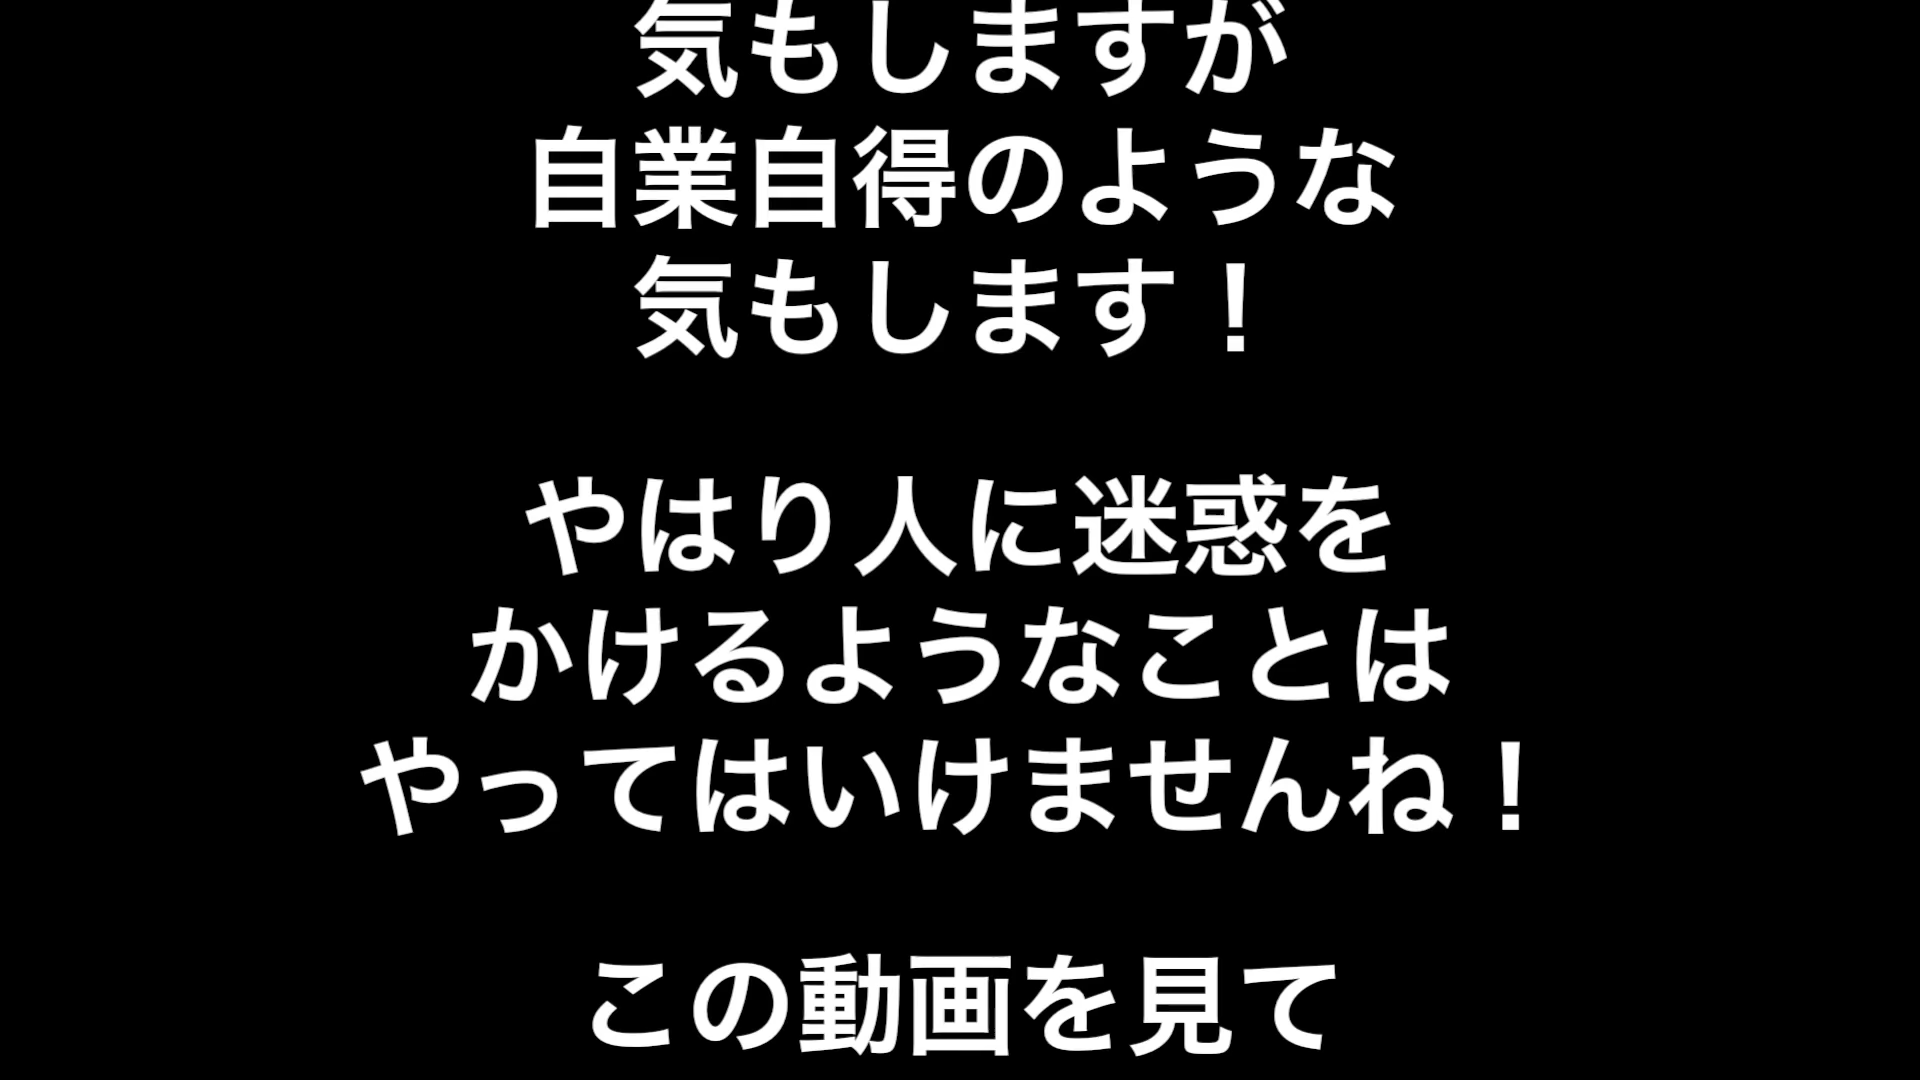 気もしますが
自業自得のような
気もします！
やはり人に迷惑を
かけるようなことは
やってはいけませんね！
この動画を見て